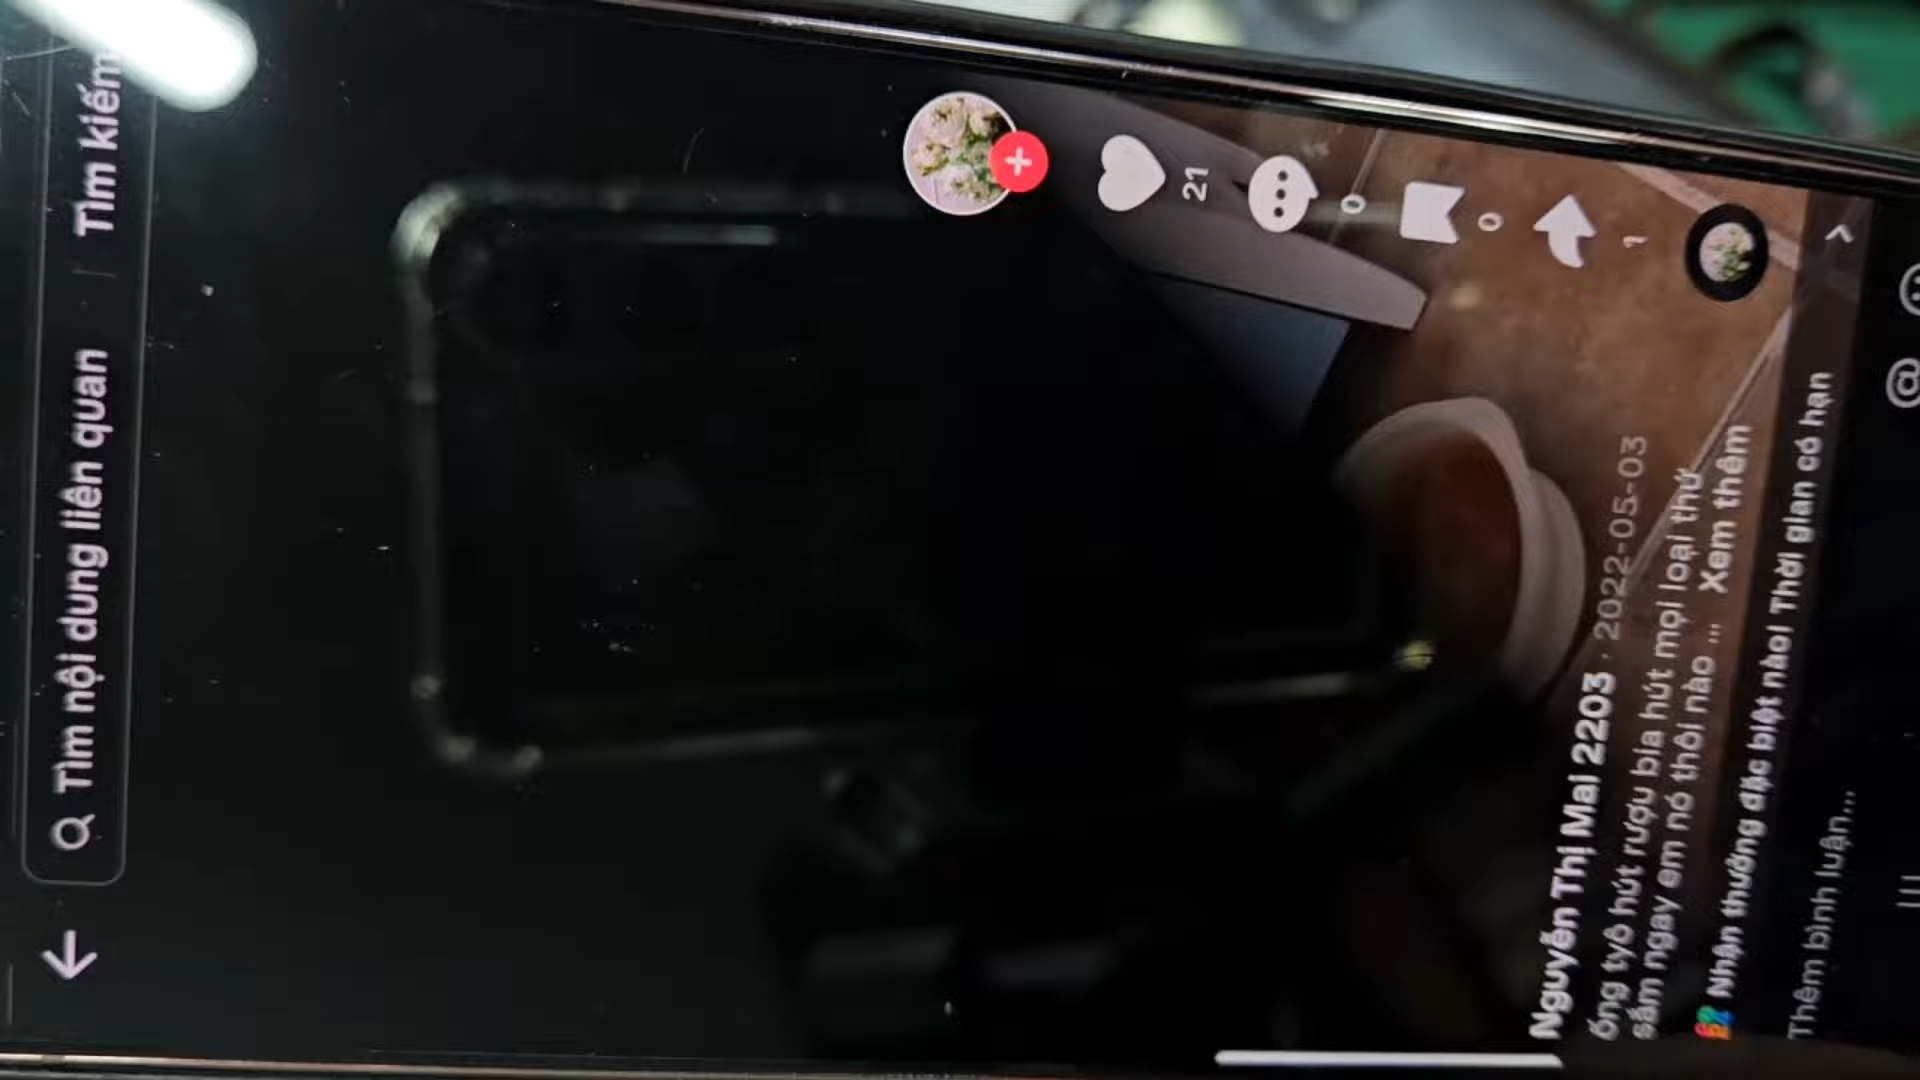 Tìm nội dung liên quan | Tìm kiếm
21
0
0
1
Nguyễn Thị Mai 2203 · 2022-05-03
ống tyô hút rượu bia hút mọi loại thứ
sắm ngay em nó thôi nào ... Xem thêm
Nhận thưởng đặc biệt nào! Thời gian có hạn
Thêm bình luận...
@